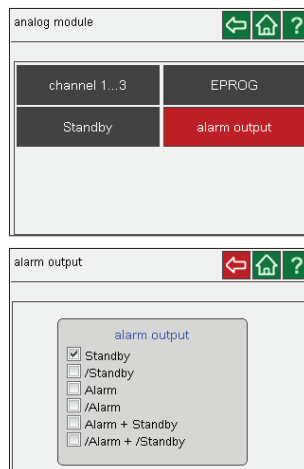 analog module
?
channel 1...3
EPROG
Standby
alarm output
alarm output
?
alarm output
Standby
/Standby
Alarm
/Alarm
Alarm + Standby
/Alarm + /Standby